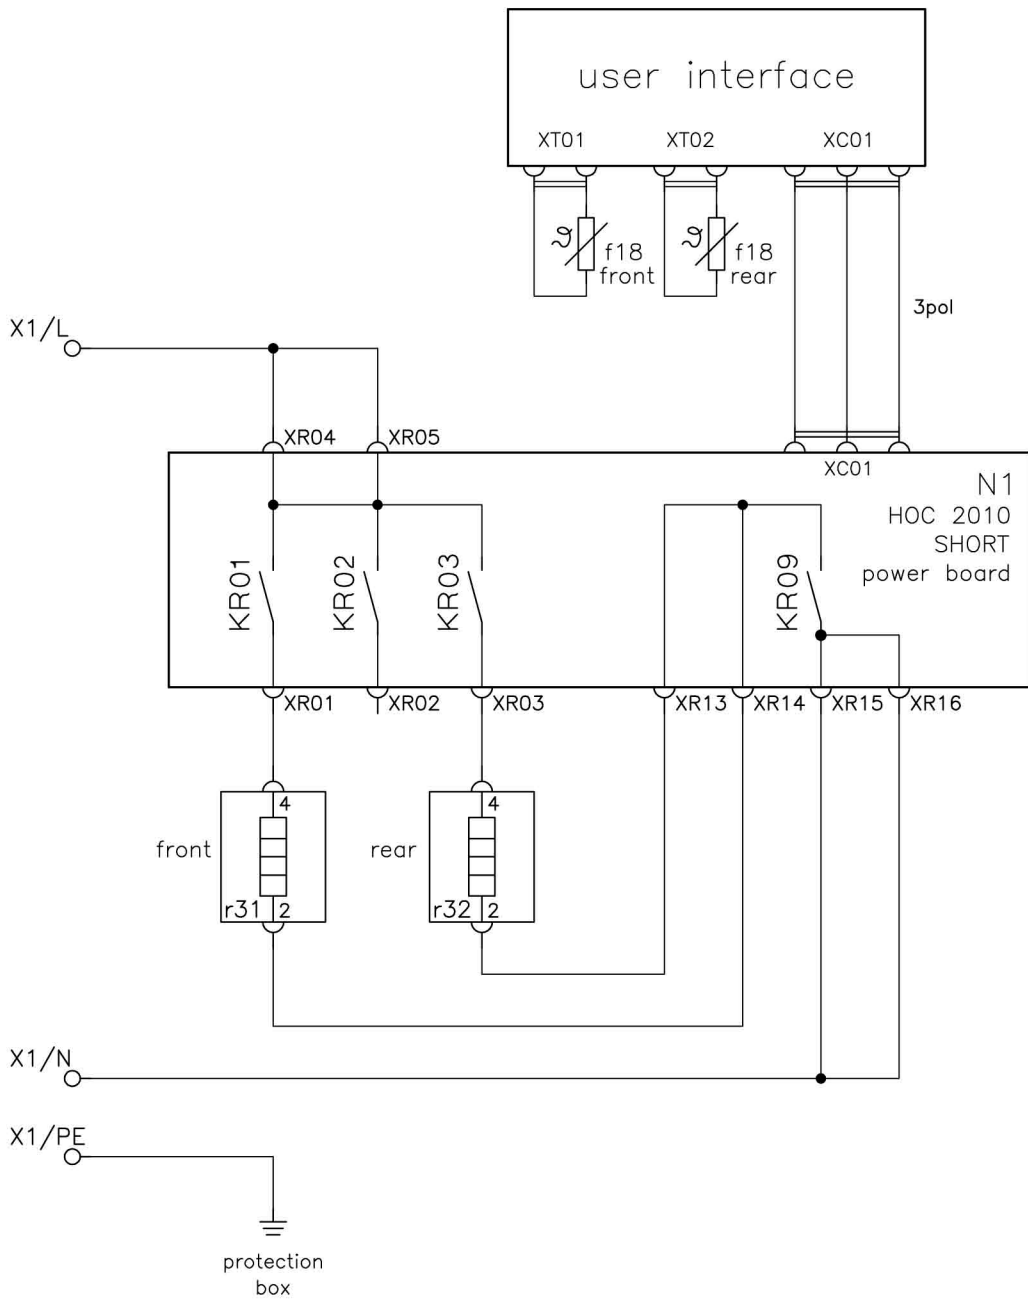 user interface
XT01
XT02
XC01
f18
front
f18
rear
3pol
X1/L
XR04
XR05
XC01
N1
HOC 2010
SHORT
power board
KR01
KR02
KR03
KR09
XR01
XR02
XR03
XR13
XR14
XR15
XR16
4
4
front
rear
r31
2
r32
2
X1/N
X1/PE
protection
box